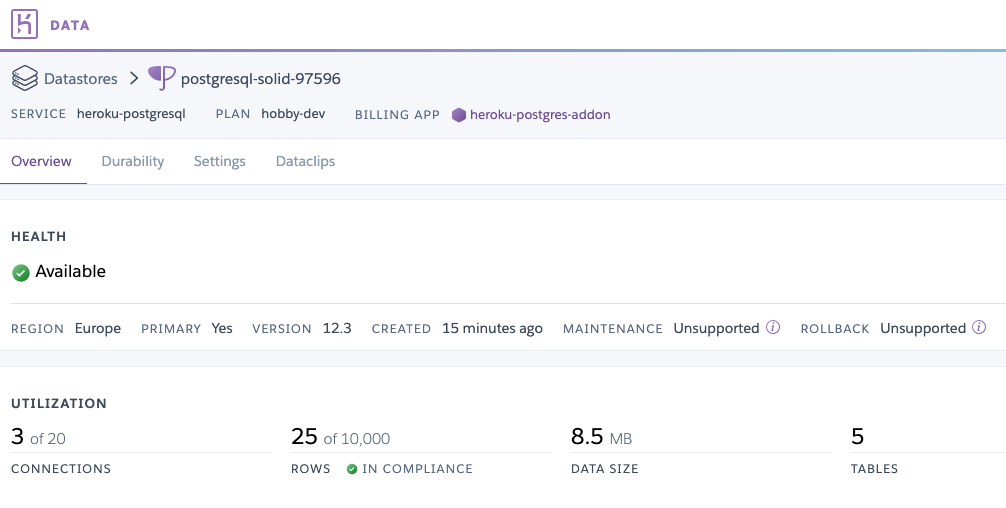 DATA
Datastores > postgresql-solid-97596
SERVICE heroku-postgresql PLAN hobby-dev BILLING APP heroku-postgres-addon
Overview Durability Settings Dataclips
HEALTH
Available
REGION Europe PRIMARY Yes VERSION 12.3 CREATED 15 minutes ago MAINTENANCE Unsupported i ROLLBACK Unsupported i
UTILIZATION
3 of 20 25 of 10,000 8.5 MB 5
CONNECTIONS ROWS IN COMPLIANCE DATA SIZE TABLES